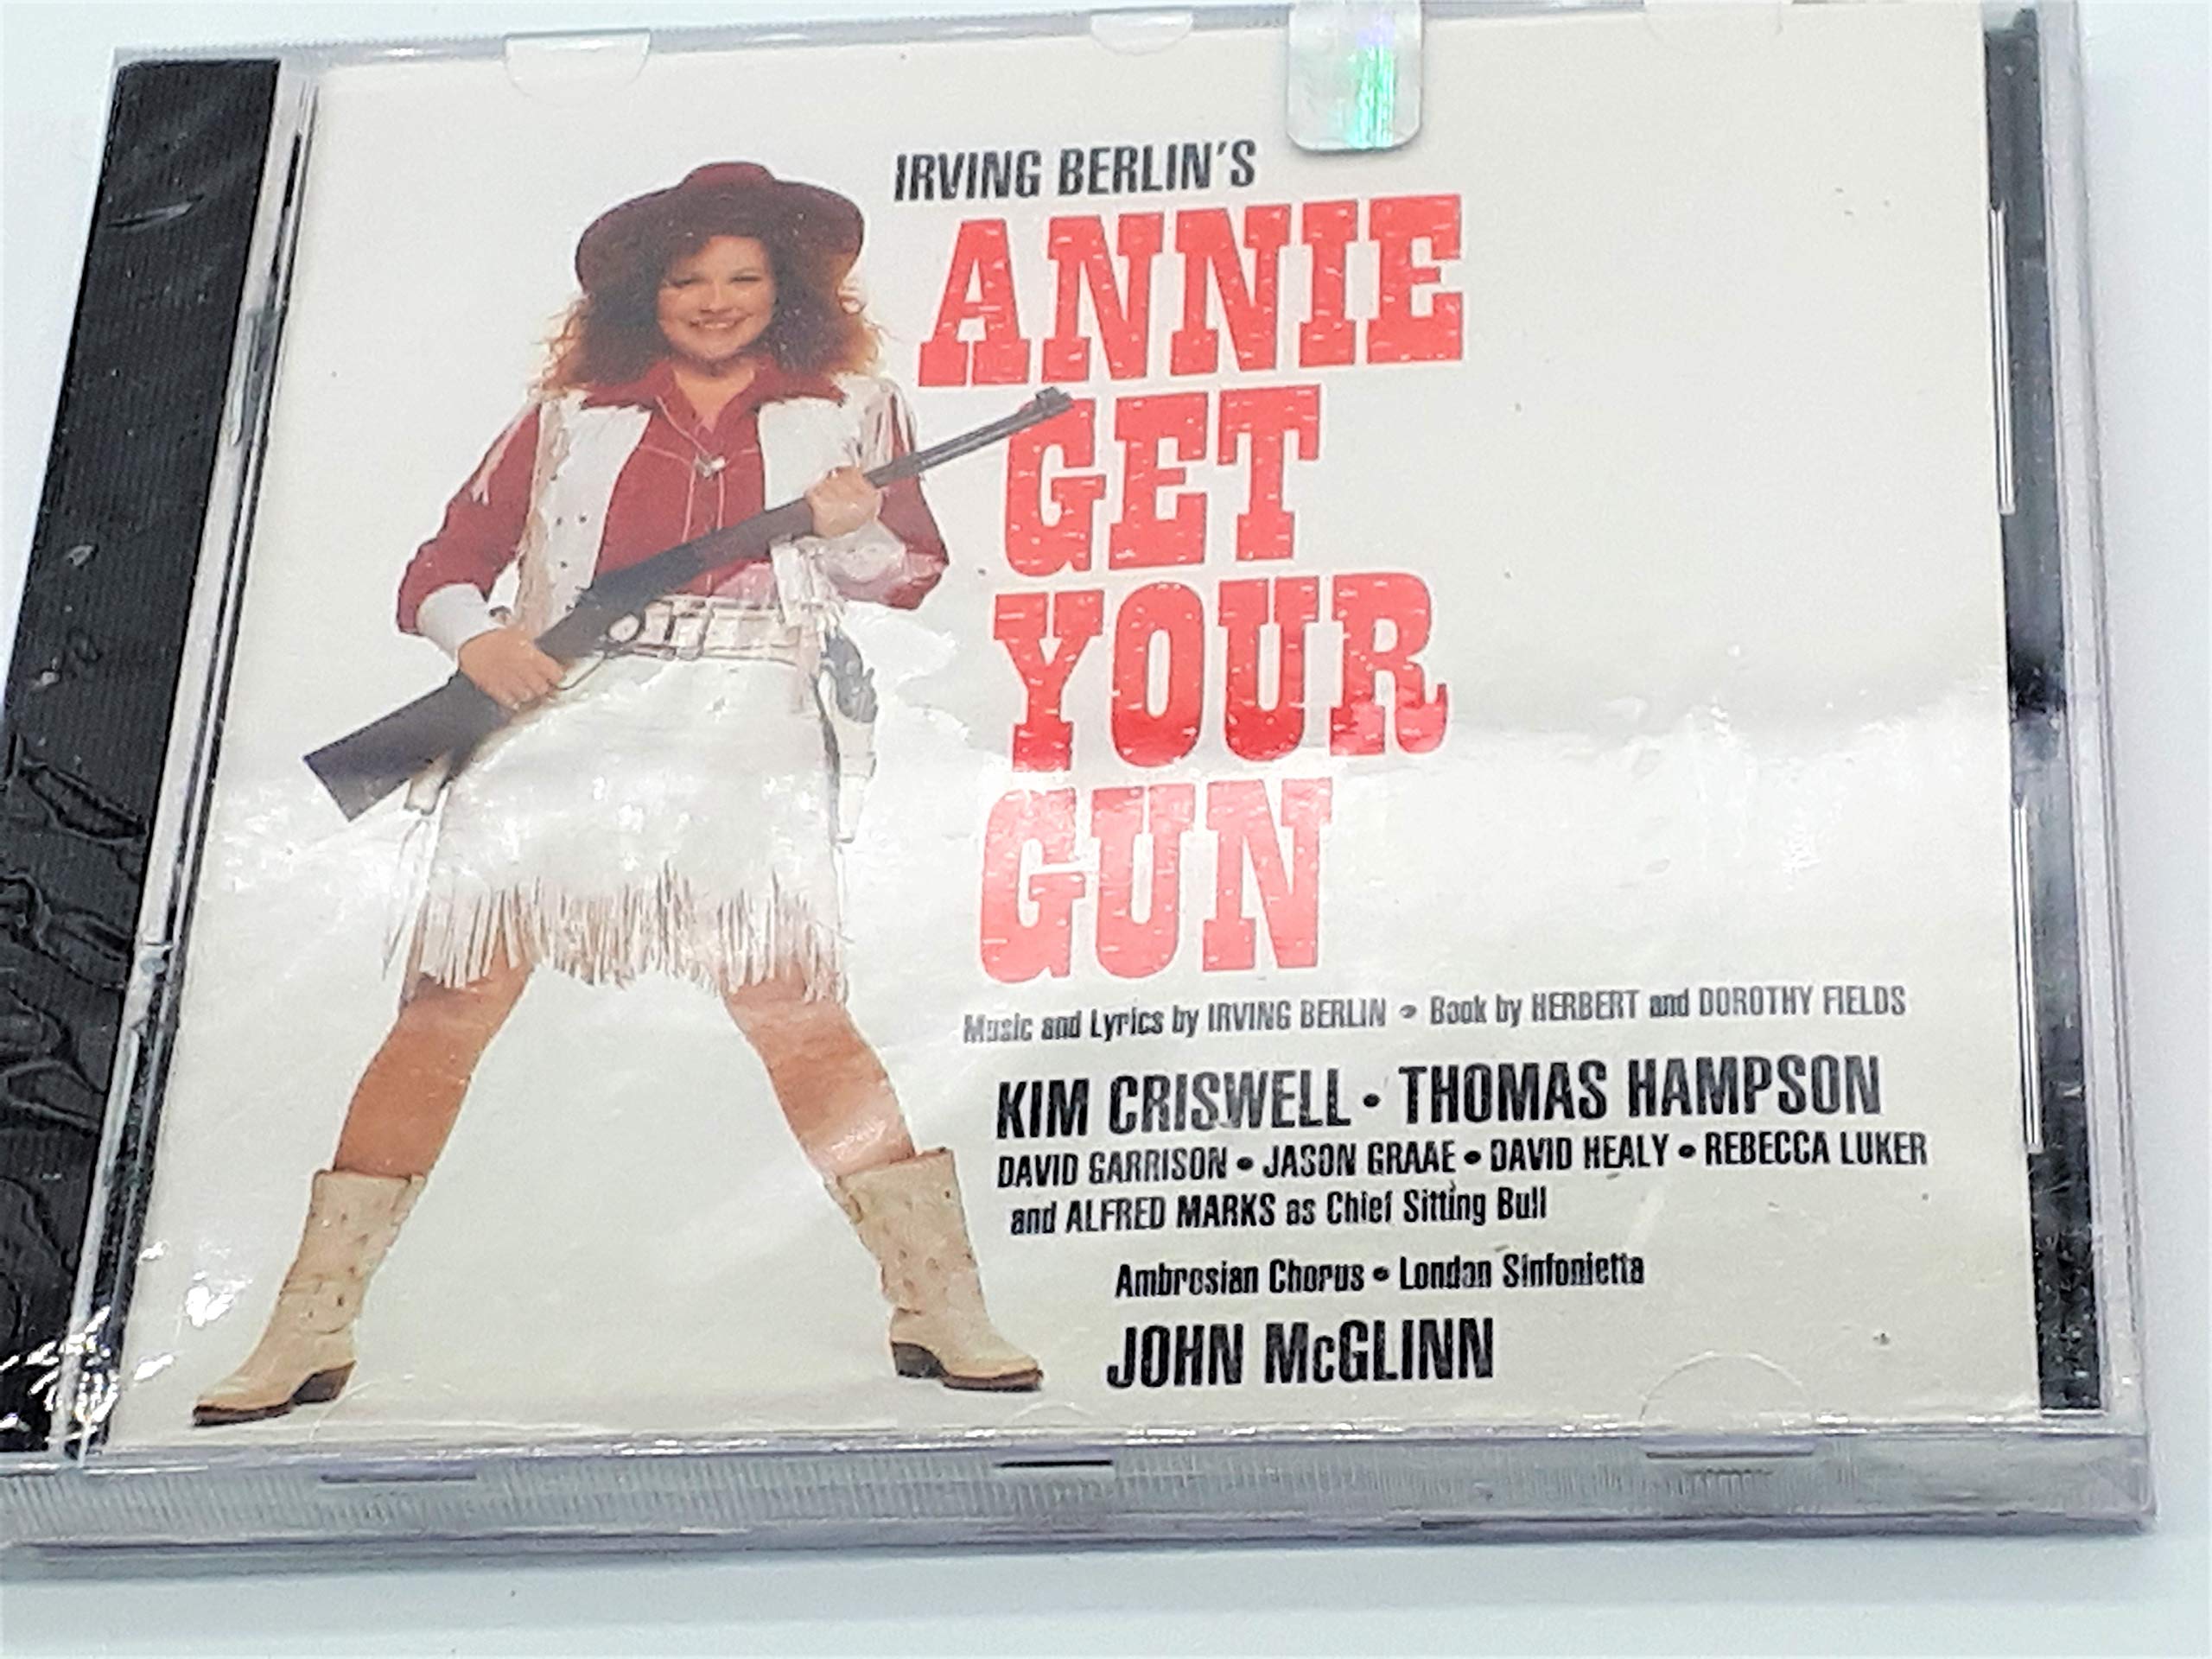 IRVING BERLIN'S
ANNIE
GET
YOUR
GUN
Music and Lyrics by IRVING BERLIN • Book by HERBERT and DOROTHY FIELDS
KIM CRISWELL • THOMAS HAMPSON
DAVID GARRISON • JASON GRAAE • DAVID HEALY • REBECCA LUKER
and ALFRED MARKS as Chief Sitting Bull
Ambrosian Chorus • London Sinfonietta
JOHN McGLINN